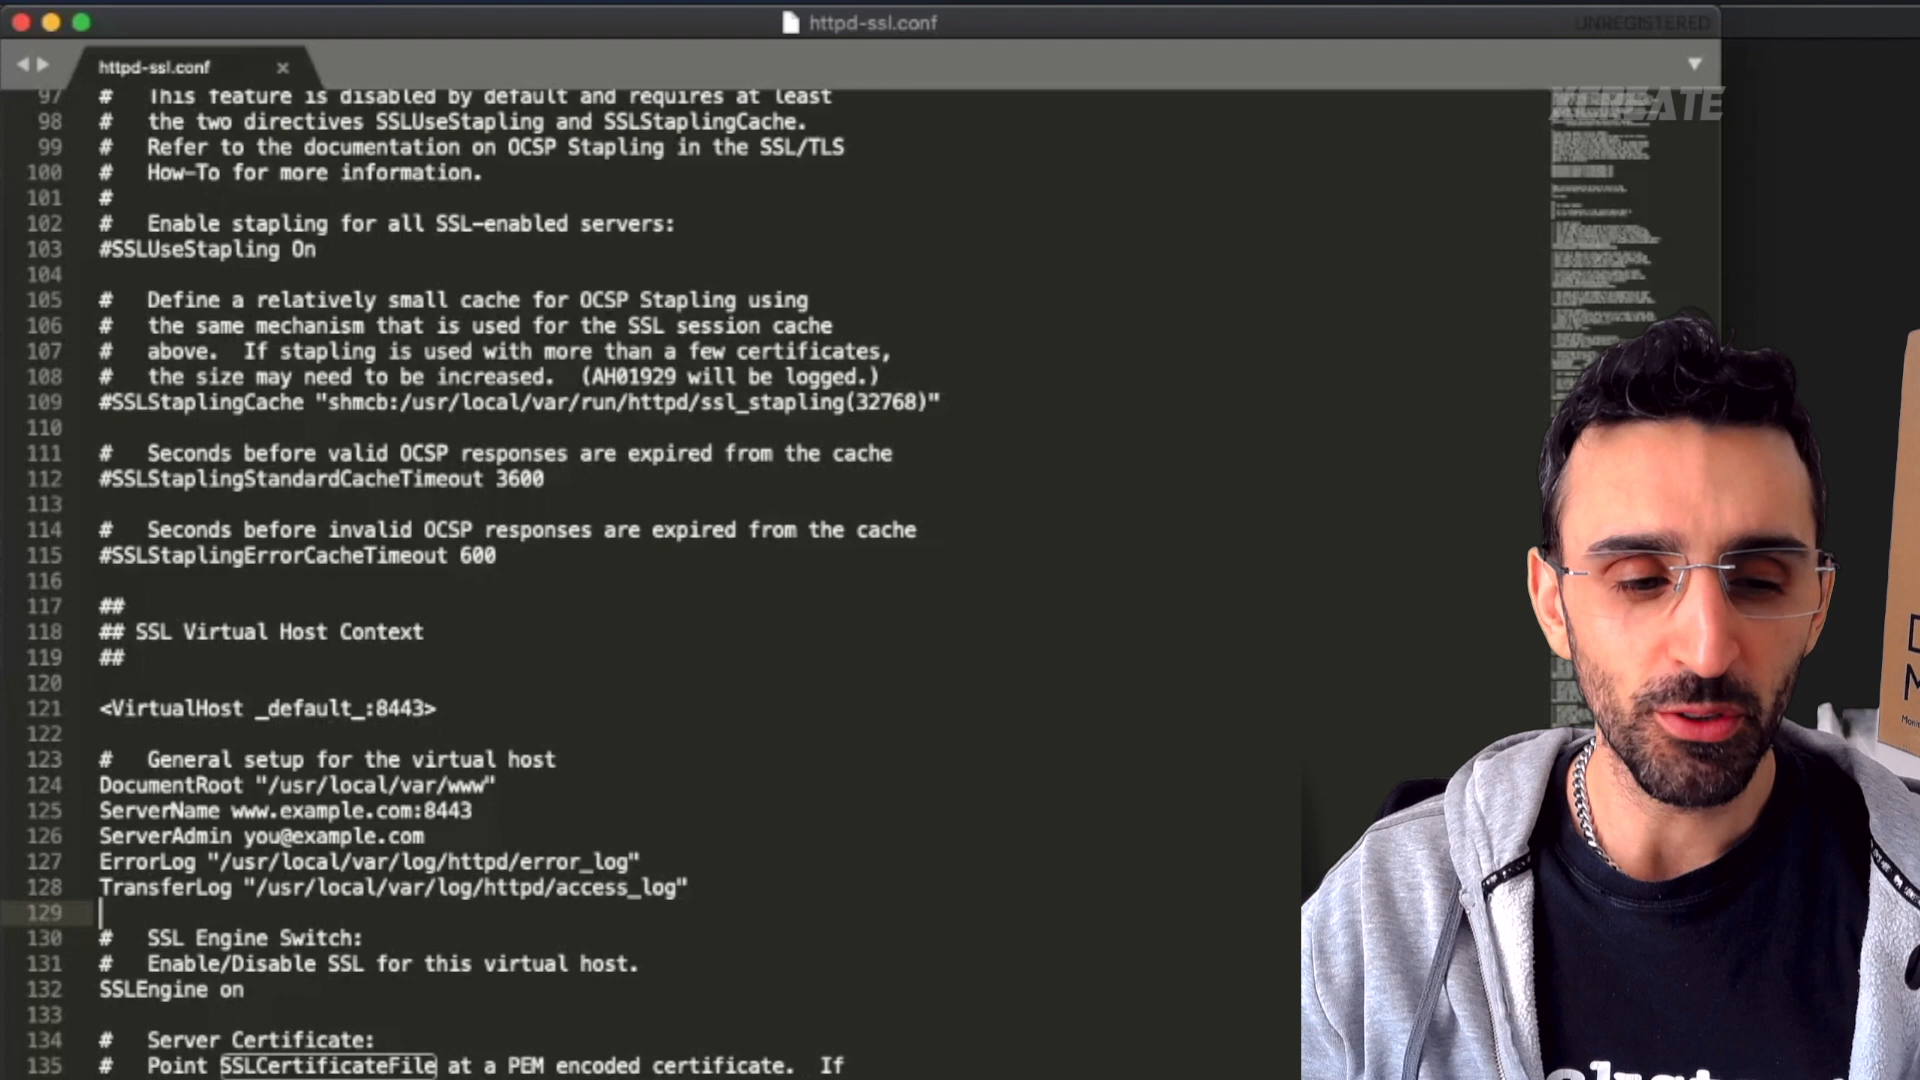 httpd-ssl.conf
UNREGISTERED
httpd-ssl.conf
XCREATE
97 # This feature is disabled by default and requires at least
98 # the two directives SSLUseStapling and SSLStaplingCache.
99 # Refer to the documentation on OCSP Stapling in the SSL/TLS
100 # How-To for more information.
101 #
102 # Enable stapling for all SSL-enabled servers:
103 #SSLUseStapling On
104
105 # Define a relatively small cache for OCSP Stapling using
106 # the same mechanism that is used for the SSL session cache
107 # above.  If stapling is used with more than a few certificates,
108 # the size may need to be increased.  (AH01929 will be logged.)
109 #SSLStaplingCache "shmcb:/usr/local/var/run/httpd/ssl_stapling(32768)"
110
111 # Seconds before valid OCSP responses are expired from the cache
112 #SSLStaplingStandardCacheTimeout 3600
113
114 # Seconds before invalid OCSP responses are expired from the cache
115 #SSLStaplingErrorCacheTimeout 600
116
117 ##
118 ## SSL Virtual Host Context
119 ##
120
121 <VirtualHost _default_:8443>
122
123 # General setup for the virtual host
124 DocumentRoot "/usr/local/var/www"
125 ServerName www.example.com:8443
126 ServerAdmin you@example.com
127 ErrorLog "/usr/local/var/log/httpd/error_log"
128 TransferLog "/usr/local/var/log/httpd/access_log"
129
130 # SSL Engine Switch:
131 # Enable/Disable SSL for this virtual host.
132 SSLEngine on
133
134 # Server Certificate:
135 # Point SSLCertificateFile at a PEM encoded certificate.  If